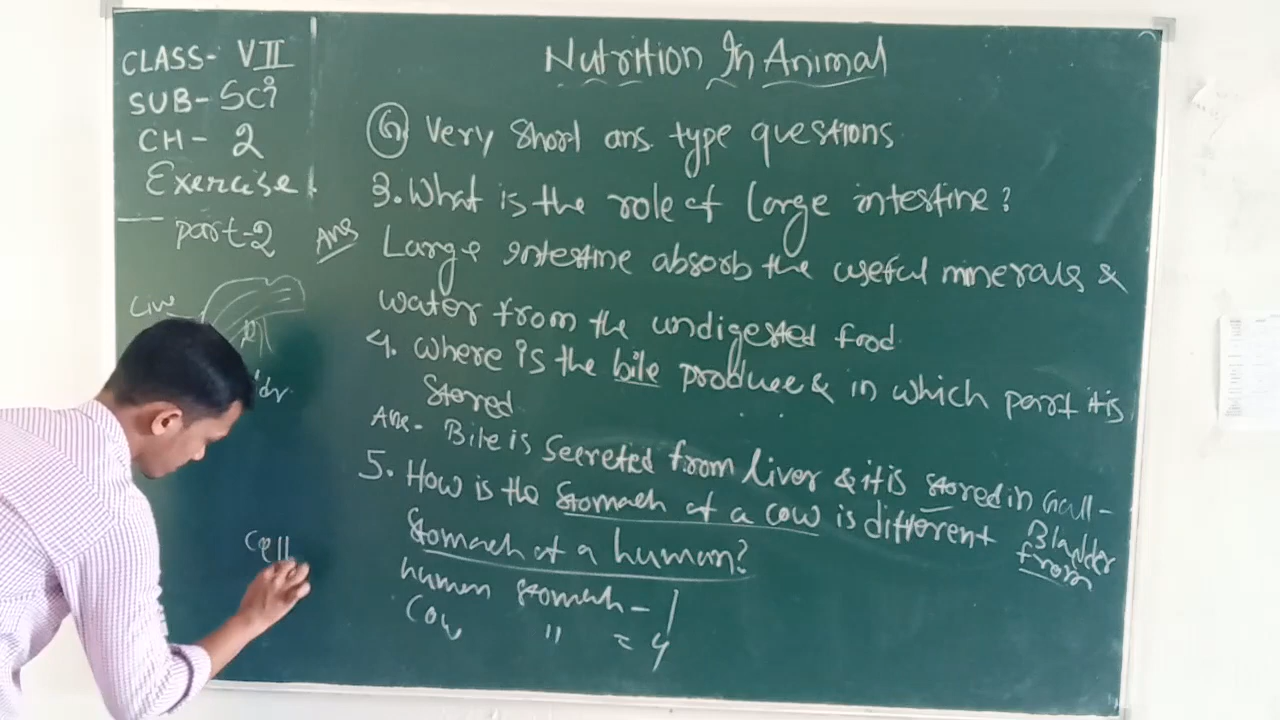 CLASS- VII
SUB- Sci
CH- 2
Exercise
part-2
Liv
Cell
Nutrition In Animal
G Very Short ans. type questions
3. What is the role of Large intestine?
Ans Large intestine absorb the useful minerals &
water from the undigested food.
4. Where is the bile produce & in which part it is
Stored
Ans- Bile is Secreted from liver & it is stored in Gall-
Bladder
5. How is the Stomach of a cow is different from
Stomach of a human?
human stomach - 1
Cow " = 4